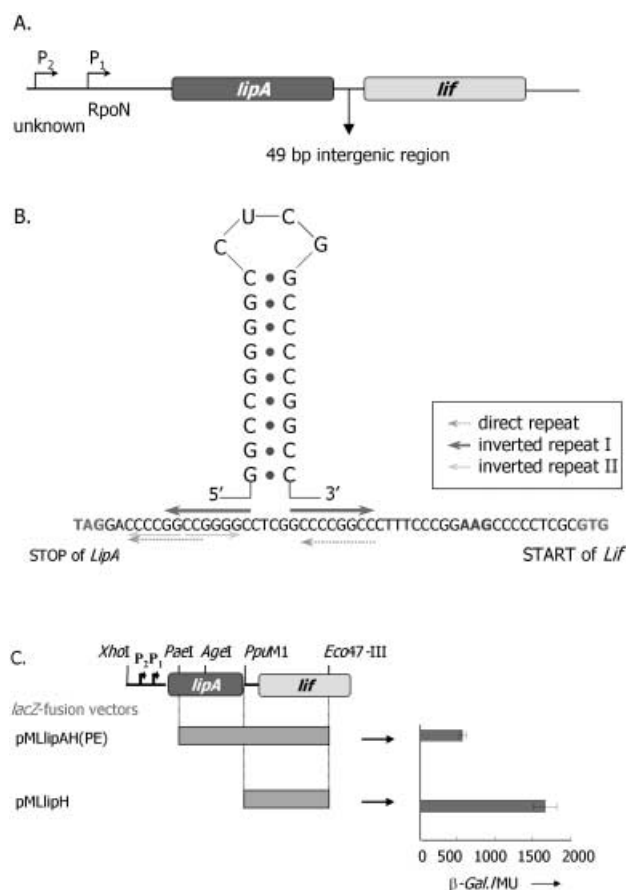 A.
P2 P1
RpoN
unknown
lipA lif
49 bp intergenic region
B.
U C
C G
C G
G C
G C
G C
G C
C G
C G
G C
G C
5′ 3′
direct repeat
inverted repeat I
inverted repeat II
TAGGACCCCGGCCGGGGCCTCGGCCCCGGCCCTTTCCCGGAAGCCCCCTCGCGTG
STOP of LipA START of Lif
C.
XhoI P2 P1 PaeI AgeI PpuM1 Eco47-III
lipA lif
lacZ-fusion vectors
pMLlipAH(PE)
pMLlipH
0 500 1000 1500 2000
β-Gal./MU